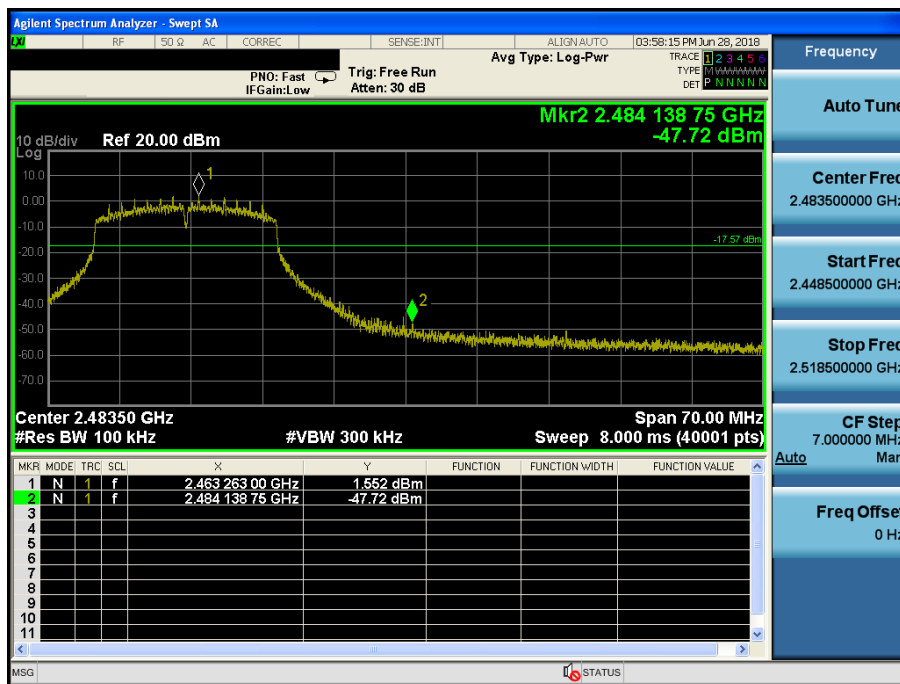 Agilent Spectrum Analyzer - Swept SA
LXI RF 50 Ω AC CORREC SENSE:INT ALIGN AUTO 03:58:15 PM Jun 28, 2018
Frequency
Avg Type: Log-Pwr TRACE 1 2 3 4 5 6
PNO: Fast Trig: Free Run TYPE M W W W W W
IFGain:Low Atten: 30 dB DET P N N N N N
Auto Tune
Mkr2 2.484 138 75 GHz
10 dB/div Ref 20.00 dBm -47.72 dBm
Log
10.0
0.00
-10.0
-20.0
-30.0
-40.0
-50.0
-60.0
-70.0
1
-17.57 dBm
2
Center Freq
2.483500000 GHz
Start Freq
2.448500000 GHz
Stop Freq
2.518500000 GHz
Center 2.48350 GHz Span 70.00 MHz
#Res BW 100 kHz #VBW 300 kHz Sweep 8.000 ms (40001 pts)
CF Step
7.000000 MHz
Auto Man
MKR MODE TRC SCL X Y FUNCTION FUNCTION WIDTH FUNCTION VALUE
1 N 1 f 2.463 263 00 GHz 1.552 dBm
2 N 1 f 2.484 138 75 GHz -47.72 dBm
3
4
5
6
7
8
9
10
11
Freq Offset
0 Hz
MSG STATUS